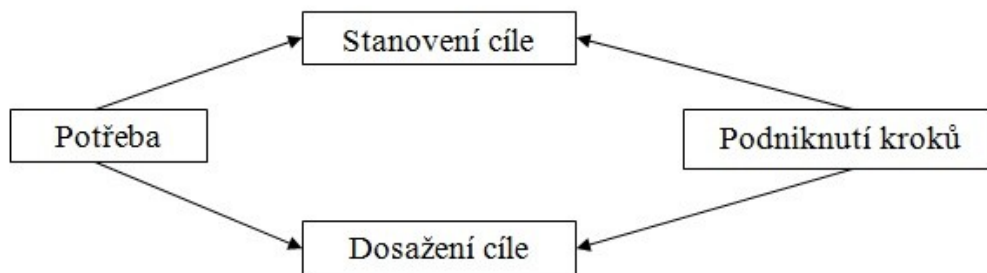 Stanovení cíle
Potřeba
Podniknutí kroků
Dosažení cíle